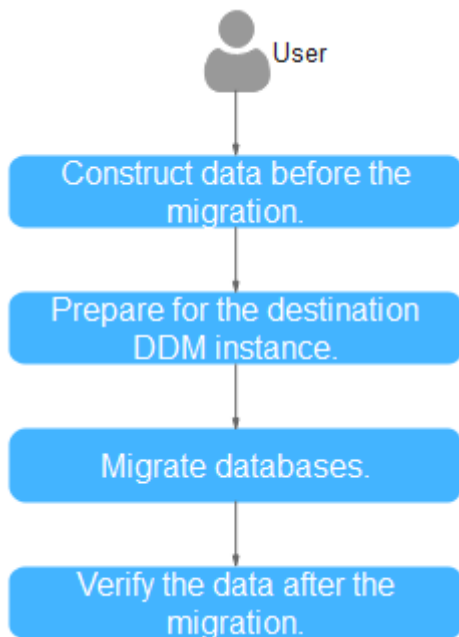 User
Construct data before the
migration.
Prepare for the destination
DDM instance.
Migrate databases.
Verify the data after the
migration.